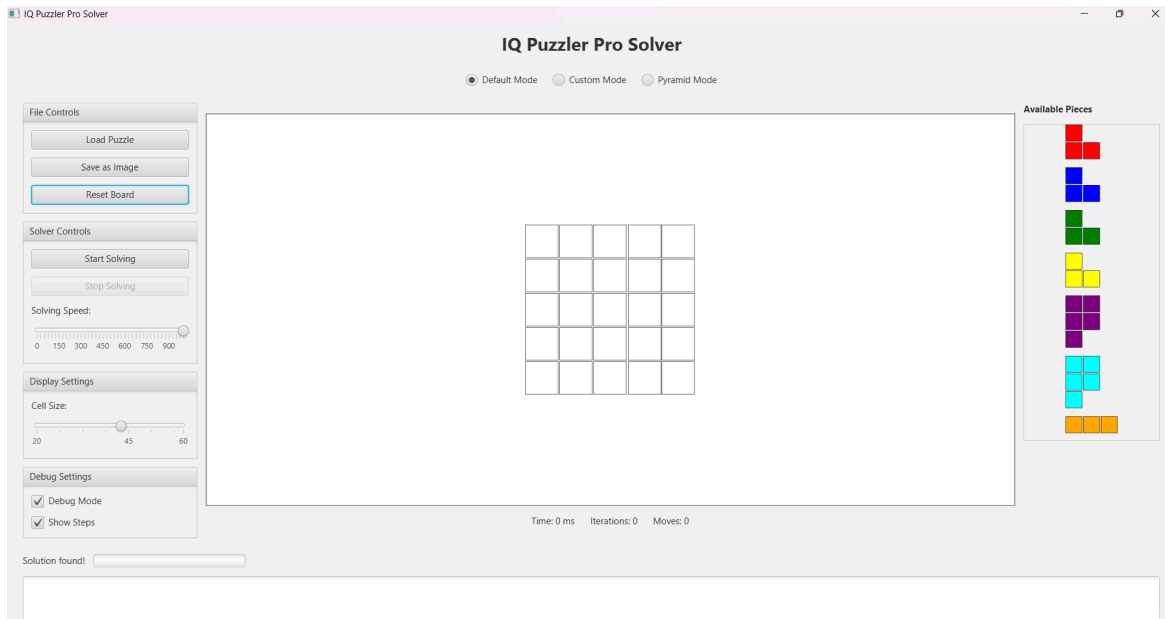 IQ Puzzler Pro Solver
IQ Puzzler Pro Solver
Default Mode Custom Mode Pyramid Mode
File Controls
Load Puzzle
Save as Image
Reset Board
Solver Controls
Start Solving
Stop Solving
Solving Speed:
0 150 300 450 600 750 900
Display Settings
Cell Size:
20 45 60
Debug Settings
Debug Mode
Show Steps
Available Pieces
Time: 0 ms Iterations: 0 Moves: 0
Solution found!